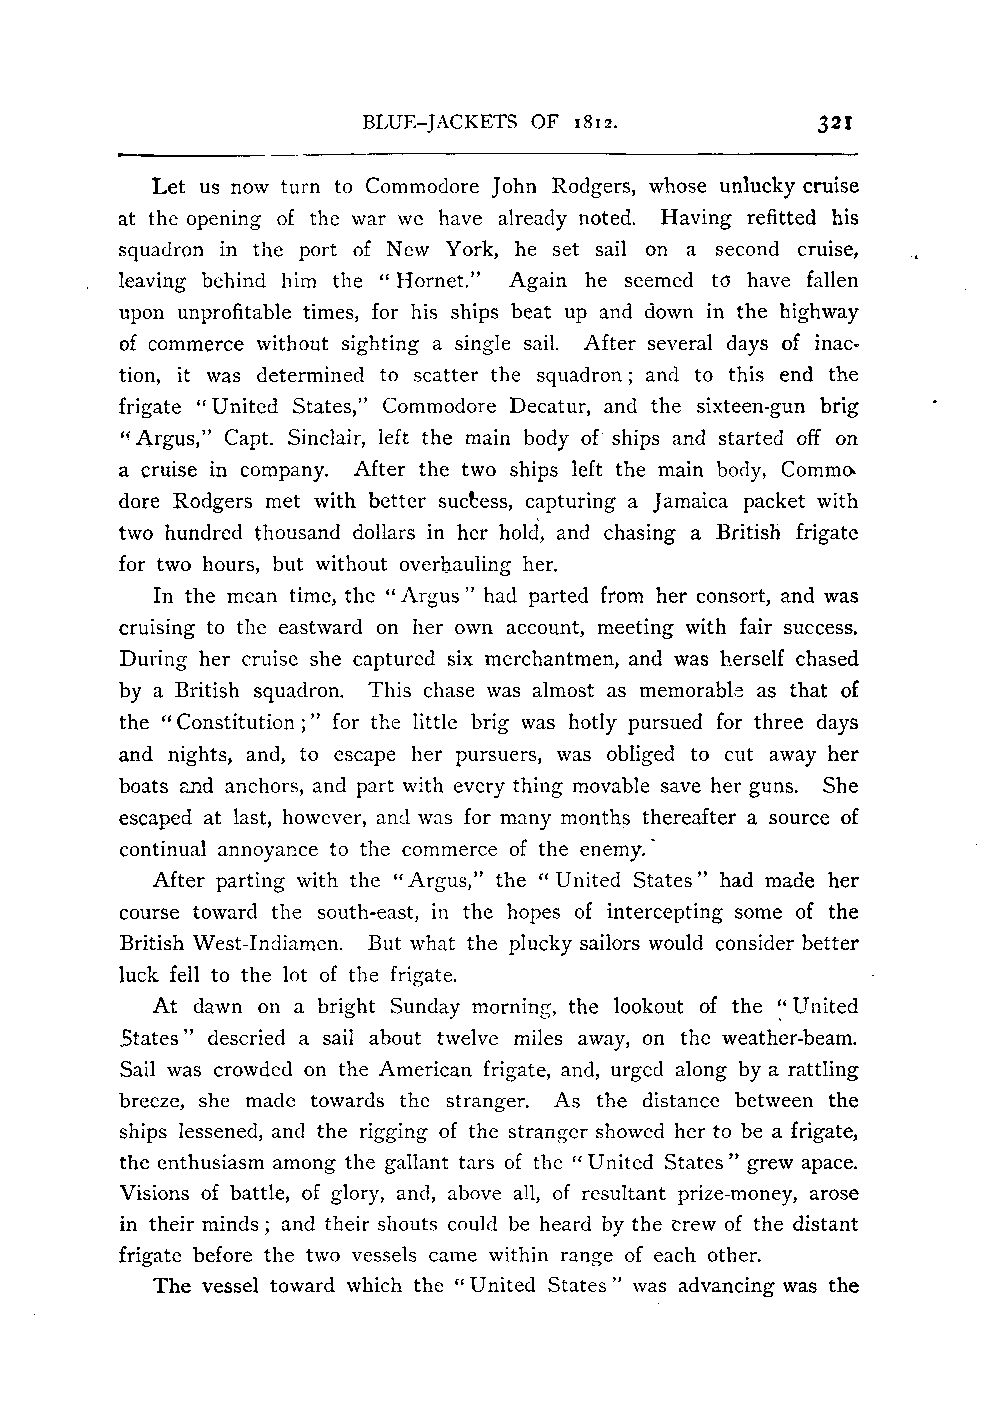 BLUE-JACKETS OF 1812. 321
Let us now turn to Commodore John Rodgers, whose unlucky cruise
at the opening of the war we have already noted. Having refitted his
squadron in the port of New York, he set sail on a second cruise,
leaving behind him the "Hornet." Again he seemed to have fallen
upon unprofitable times, for his ships beat up and down in the highway
of commerce without sighting a single sail. After several days of inac-
tion, it was determined to scatter the squadron; and to this end the
frigate "United States," Commodore Decatur, and the sixteen-gun brig
"Argus," Capt. Sinclair, left the main body of ships and started off on
a cruise in company. After the two ships left the main body, Commo-
dore Rodgers met with better success, capturing a Jamaica packet with
two hundred thousand dollars in her hold, and chasing a British frigate
for two hours, but without overhauling her.
In the mean time, the "Argus" had parted from her consort, and was
cruising to the eastward on her own account, meeting with fair success.
During her cruise she captured six merchantmen, and was herself chased
by a British squadron. This chase was almost as memorable as that of
the "Constitution;" for the little brig was hotly pursued for three days
and nights, and, to escape her pursuers, was obliged to cut away her
boats and anchors, and part with every thing movable save her guns. She
escaped at last, however, and was for many months thereafter a source of
continual annoyance to the commerce of the enemy.
After parting with the "Argus," the "United States" had made her
course toward the south-east, in the hopes of intercepting some of the
British West-Indiamen. But what the plucky sailors would consider better
luck fell to the lot of the frigate.
At dawn on a bright Sunday morning, the lookout of the "United
States" descried a sail about twelve miles away, on the weather-beam.
Sail was crowded on the American frigate, and, urged along by a rattling
breeze, she made towards the stranger. As the distance between the
ships lessened, and the rigging of the stranger showed her to be a frigate,
the enthusiasm among the gallant tars of the "United States" grew apace.
Visions of battle, of glory, and, above all, of resultant prize-money, arose
in their minds; and their shouts could be heard by the crew of the distant
frigate before the two vessels came within range of each other.
The vessel toward which the "United States" was advancing was the